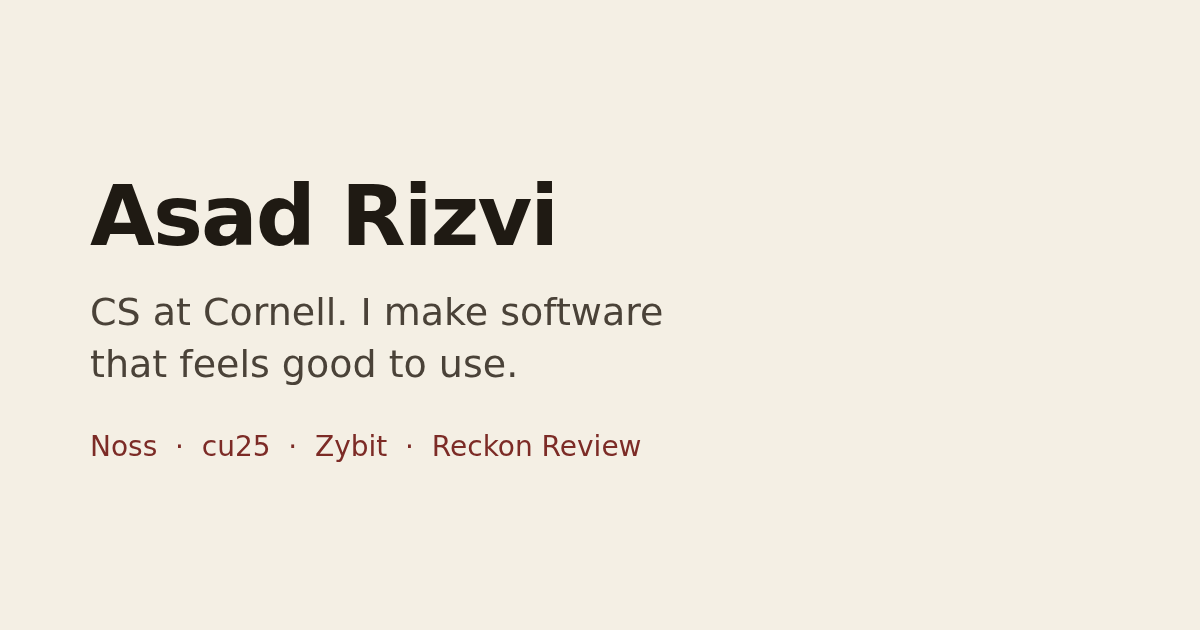 Asad Rizvi
CS at Cornell. I make software
that feels good to use.
Noss · cu25 · Zybit · Reckon Review